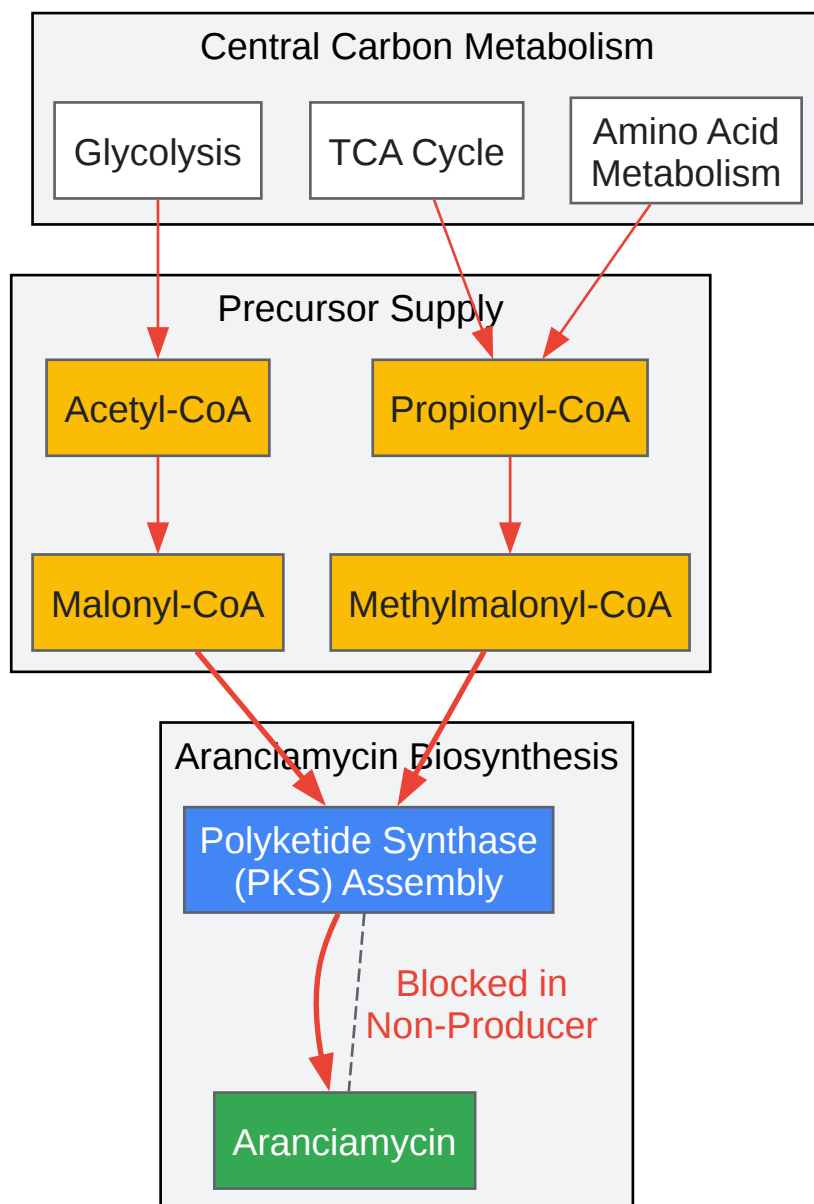 Central Carbon Metabolism
Glycolysis
TCA Cycle
Amino Acid
Metabolism
Precursor Supply
Acetyl-CoA
Propionyl-CoA
Malonyl-CoA
Methylmalonyl-CoA
Aranciamycin Biosynthesis
Polyketide Synthase
(PKS) Assembly
Blocked in
Non-Producer
Aranciamycin